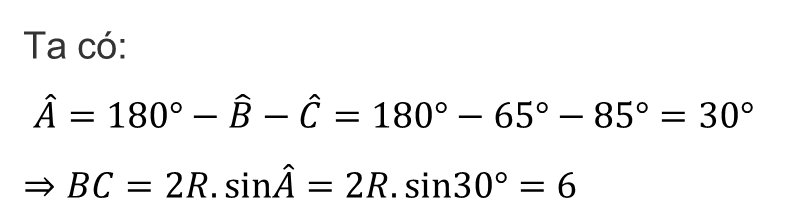 Ta có:
Â = 180° − B̂ − Ĉ = 180° − 65° − 85° = 30°
⇒ BC = 2R. sinÂ = 2R. sin30° = 6